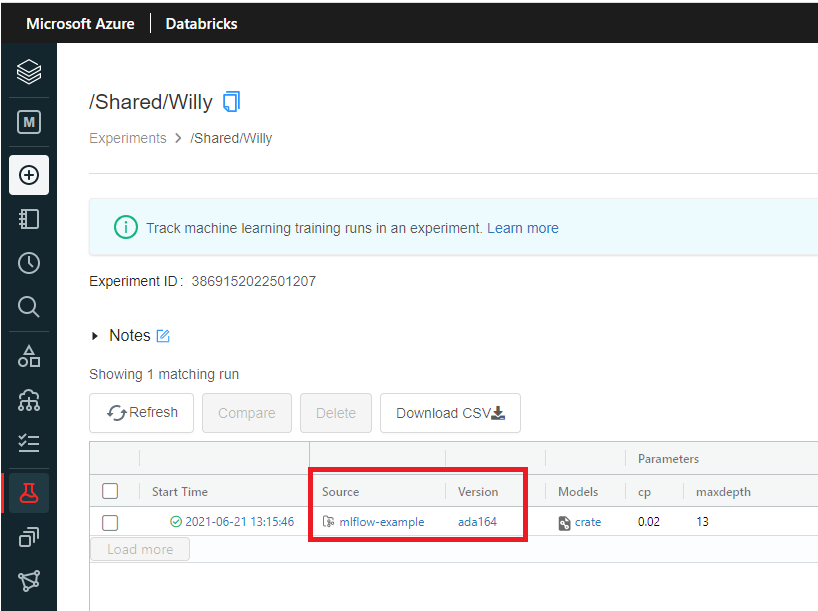 Microsoft Azure Databricks
M
/Shared/Willy
Experiments > /Shared/Willy
Track machine learning training runs in an experiment. Learn more
Experiment ID: 3869152022501207
Notes
Showing 1 matching run
Refresh Compare Delete Download CSV
Parameters
Start Time Source Version Models cp maxdepth
2021-06-21 13:15:46 mlflow-example ada164 crate 0.02 13
Load more